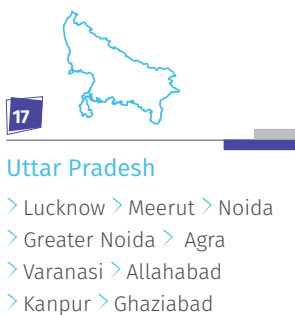 17
Uttar Pradesh
> Lucknow > Meerut > Noida
> Greater Noida > Agra
> Varanasi > Allahabad
> Kanpur > Ghaziabad